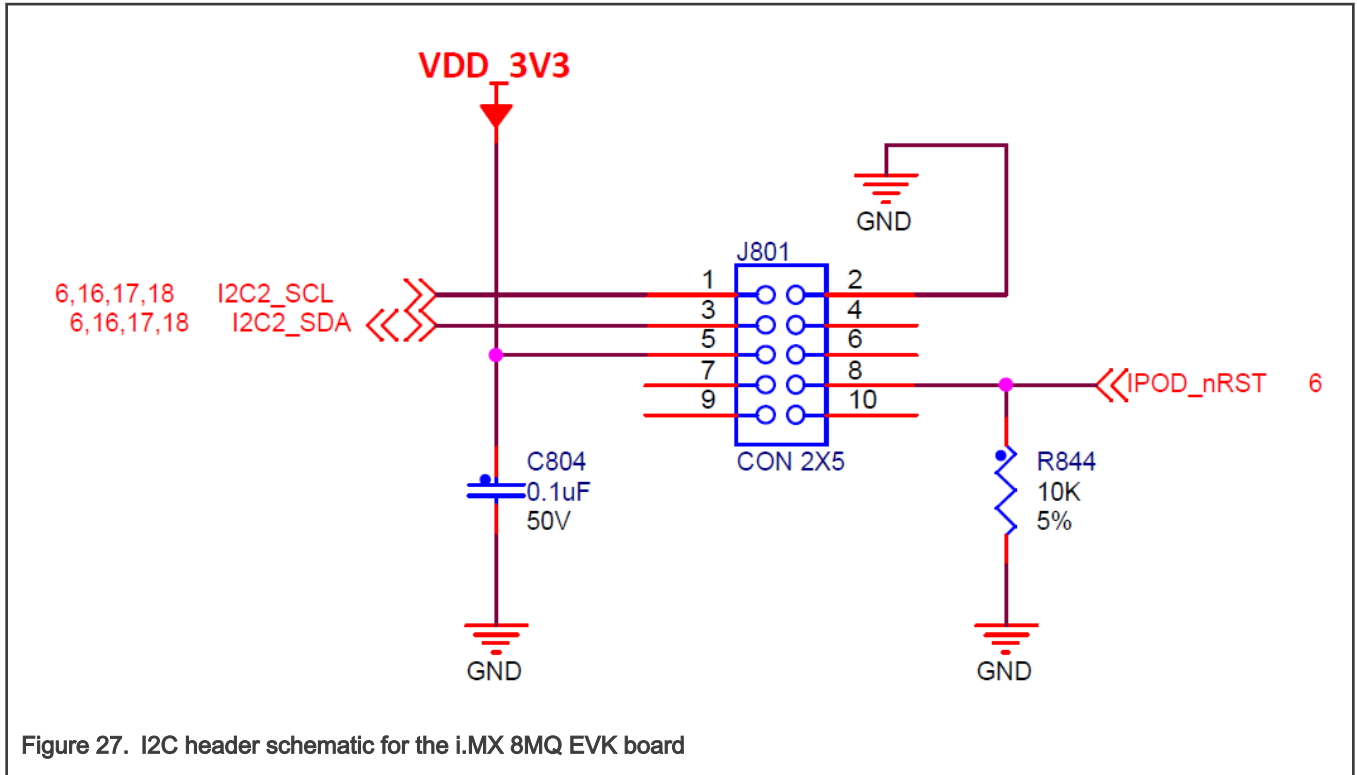 VDD_3V3
GND
J801
1 2
6,16,17,18 I2C2_SCL
3 4
6,16,17,18 I2C2_SDA
5 6
7 8
IPOD_nRST 6
9 10
CON 2X5
C804
0.1uF
50V
R844
10K
5%
GND
GND
Figure 27. I2C header schematic for the i.MX 8MQ EVK board